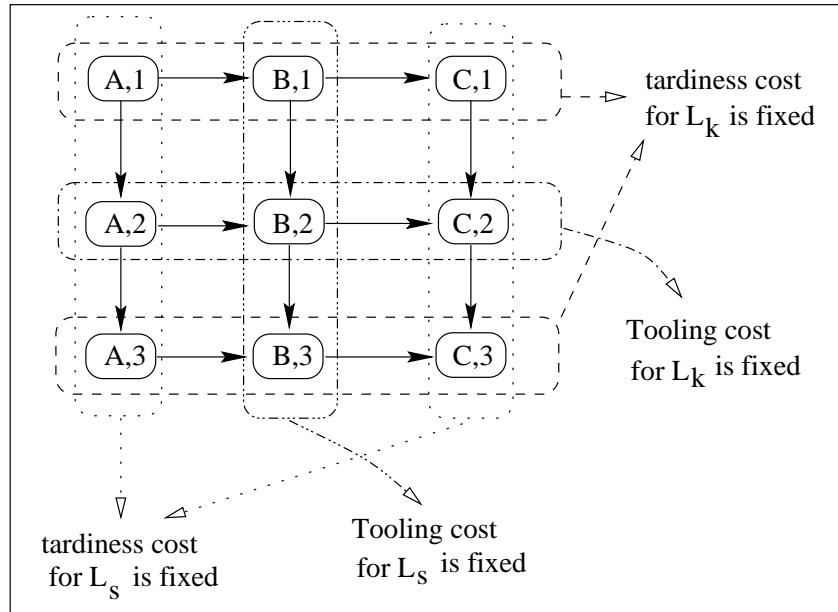 A,1
B,1
C,1
tardiness cost
for L_k is fixed
A,2
B,2
C,2
A,3
B,3
C,3
Tooling cost
for L_k is fixed
tardiness cost
for L_s is fixed
Tooling cost
for L_s is fixed